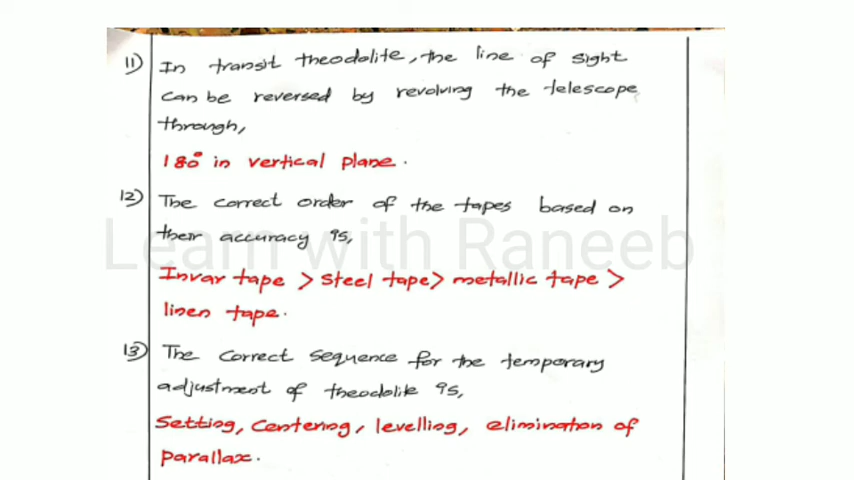 11) In transit theodolite, the line of sight
can be reversed by revolving the telescope
through,
180° in vertical plane.
12) The correct order of the tapes based on
their accuracy is,
Learn with Raneeb
Invar tape > Steel tape > metallic tape >
linen tape.
13) The correct sequence for the temporary
adjustment of theodolite is,
Setting, Centering, levelling, elimination of
parallax.